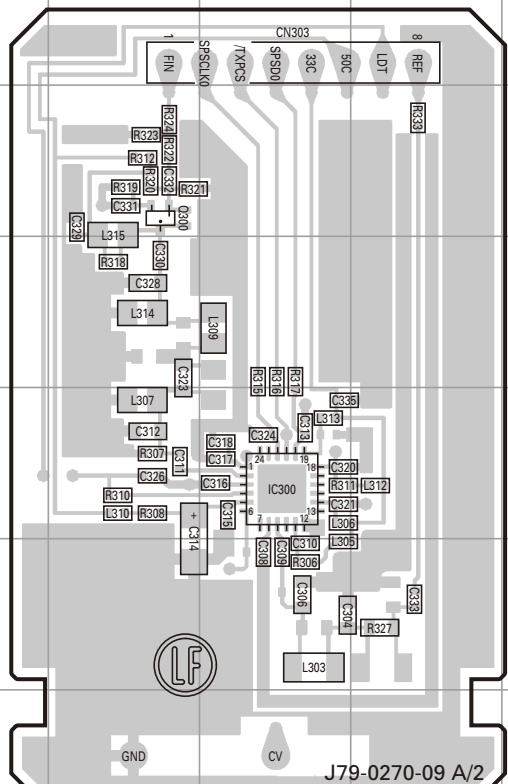 CN303
1
8
FIN
SPSCLK0
/TXPCS
SPSD0
33C
50C
LDT
REF
R324
R333
R323
R322
R312
R320
C332
R319
R321
C331
Q300
C329
L315
R318
C330
C328
L314
L309
C323
R315
R316
R317
L307
C335
L313
C313
C312
C324
C318
R307
C311
C317
24
19
1
18
C320
C326
C316
IC300
R311
L312
R310
C321
L310
R308
C315
6
13
7
12
L306
+
C314
C308
C309
C310
L305
R306
C306
C304
C333
R327
LF
L303
GND
CV
J79-0270-09 A/2